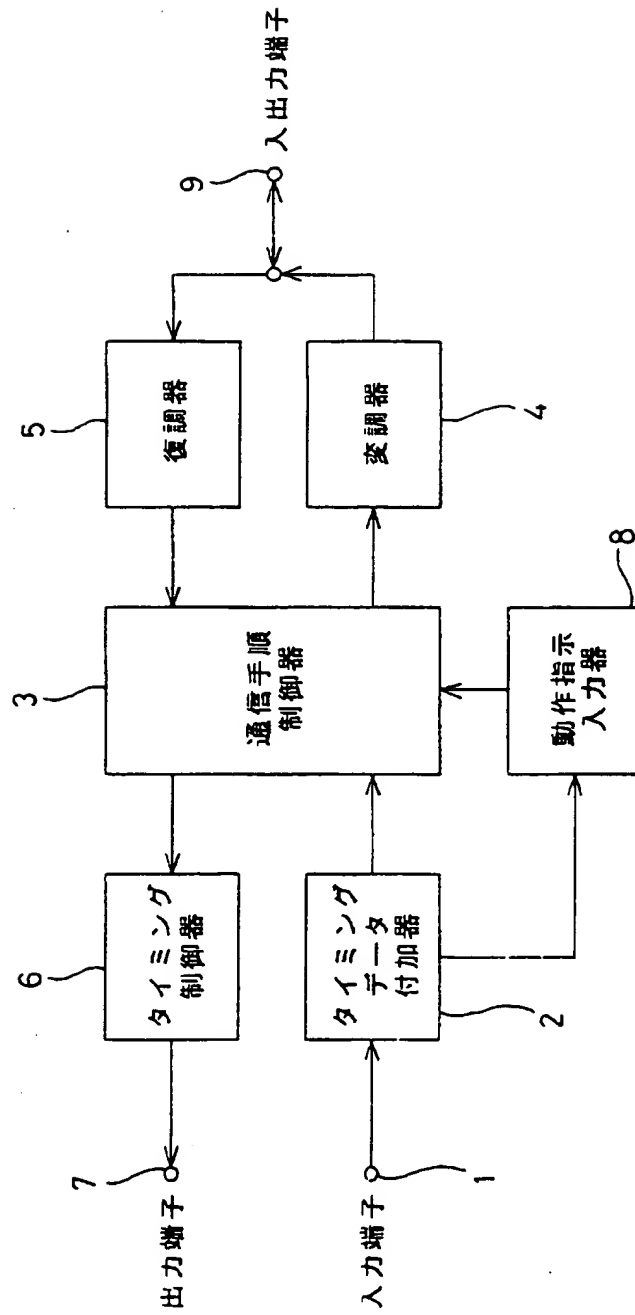 出力端子
7
6
タイミング
制御器
3
通信手順
制御器
5
復調器
9
入出力端子
入力端子
1
タイミング
データ
付加器
2
動作指示
入力器
8
変調器
4